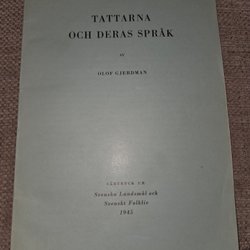 TATTARNA
OCH DERAS SPRÅK
AV
OLOF GJERDMAN
SÄRTRYCK UR
Svenska Landsmål och
Svenskt Folkliv
1945